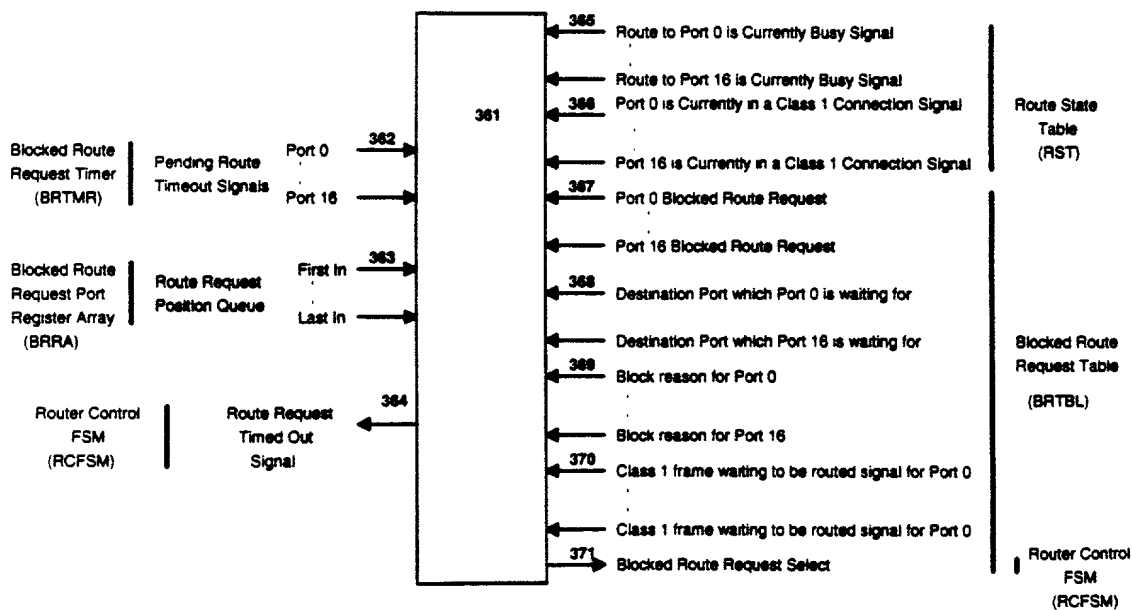 365
Route to Port 0 is Currently Busy Signal
Route to Port 16 is Currently Busy Signal
366
Port 0 is Currently in a Class 1 Connection Signal
Port 16 is Currently in a Class 1 Connection Signal
Route State
Table
(RST)
361
Blocked Route
Request Timer
(BRTMR)
Pending Route
Timeout Signals
Port 0
362
Port 16
367
Port 0 Blocked Route Request
Port 16 Blocked Route Request
Blocked Route
Request Port
Register Array
(BRRA)
Route Request
Position Queue
First In
363
Last In
368
Destination Port which Port 0 is waiting for
Destination Port which Port 16 is waiting for
369
Block reason for Port 0
Block reason for Port 16
Blocked Route
Request Table
(BRTBL)
Router Control
FSM
(RCFSM)
Route Request
Timed Out
Signal
364
370
Class 1 frame waiting to be routed signal for Port 0
Class 1 frame waiting to be routed signal for Port 0
371
Blocked Route Request Select
Router Control
FSM
(RCFSM)